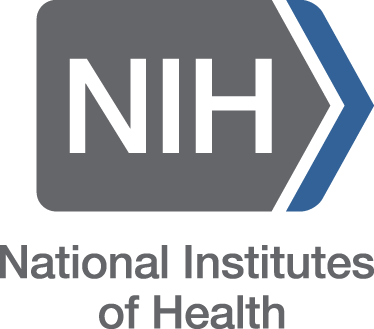 NIH
National Institutes
of Health